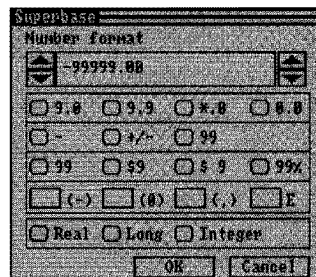 Superbase
Number format
-99999.00
9.0 9,9 *,0 0.0
- +/- 99
99 $9 $ 9 99%
(-) (0) (,) E
Real Long Integer
OK Cancel